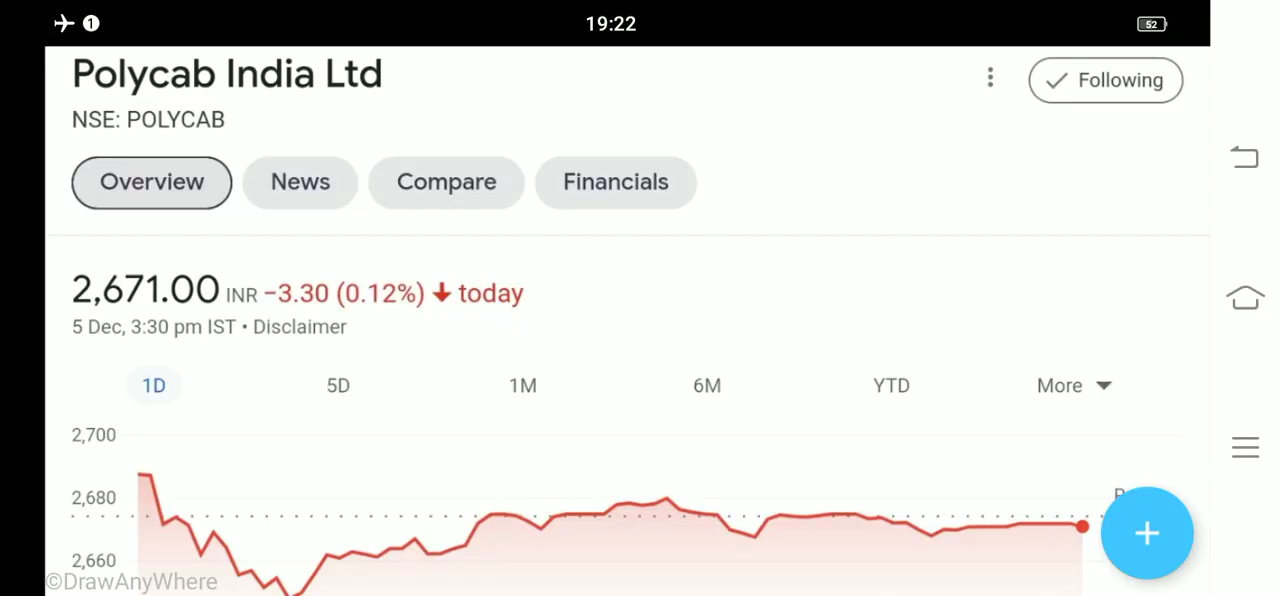 1
19:22
52
Polycab India Ltd
Following
NSE: POLYCAB
Overview News Compare Financials
2,671.00 INR −3.30 (0.12%) today
5 Dec, 3:30 pm IST • Disclaimer
1D 5D 1M 6M YTD More
2,700
2,680
2,660
©DrawAnyWhere